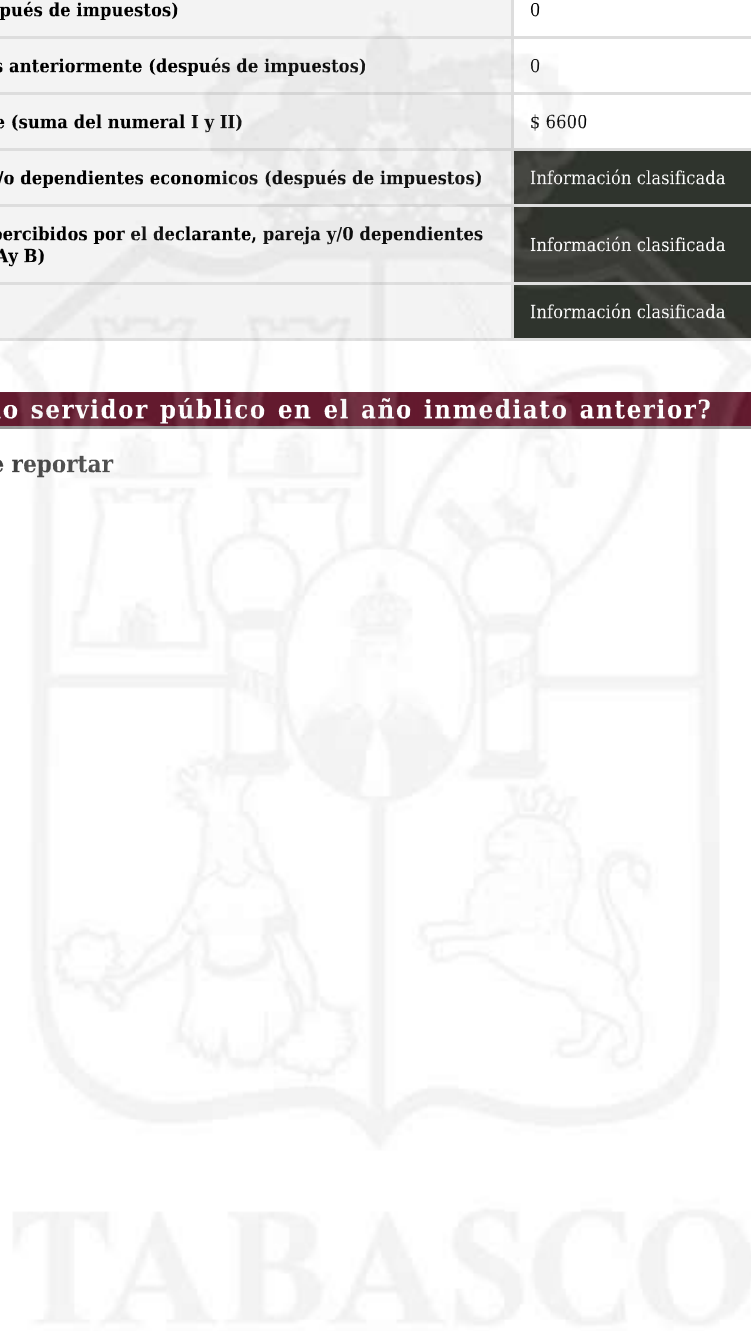 pués de impuestos)
0
s anteriormente (después de impuestos)
0
e (suma del numeral I y II)
$ 6600
/o dependientes economicos (después de impuestos)
Información clasificada
percibidos por el declarante, pareja y/0 dependientes
Ay B)
Información clasificada
Información clasificada
o servidor público en el año inmediato anterior?
e reportar
TABASCO